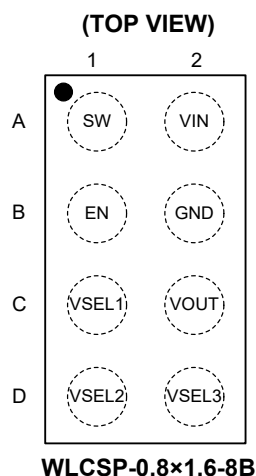 (TOP VIEW)
1 2
A SW VIN
B EN GND
C VSEL1 VOUT
D VSEL2 VSEL3
WLCSP-0.8×1.6-8B